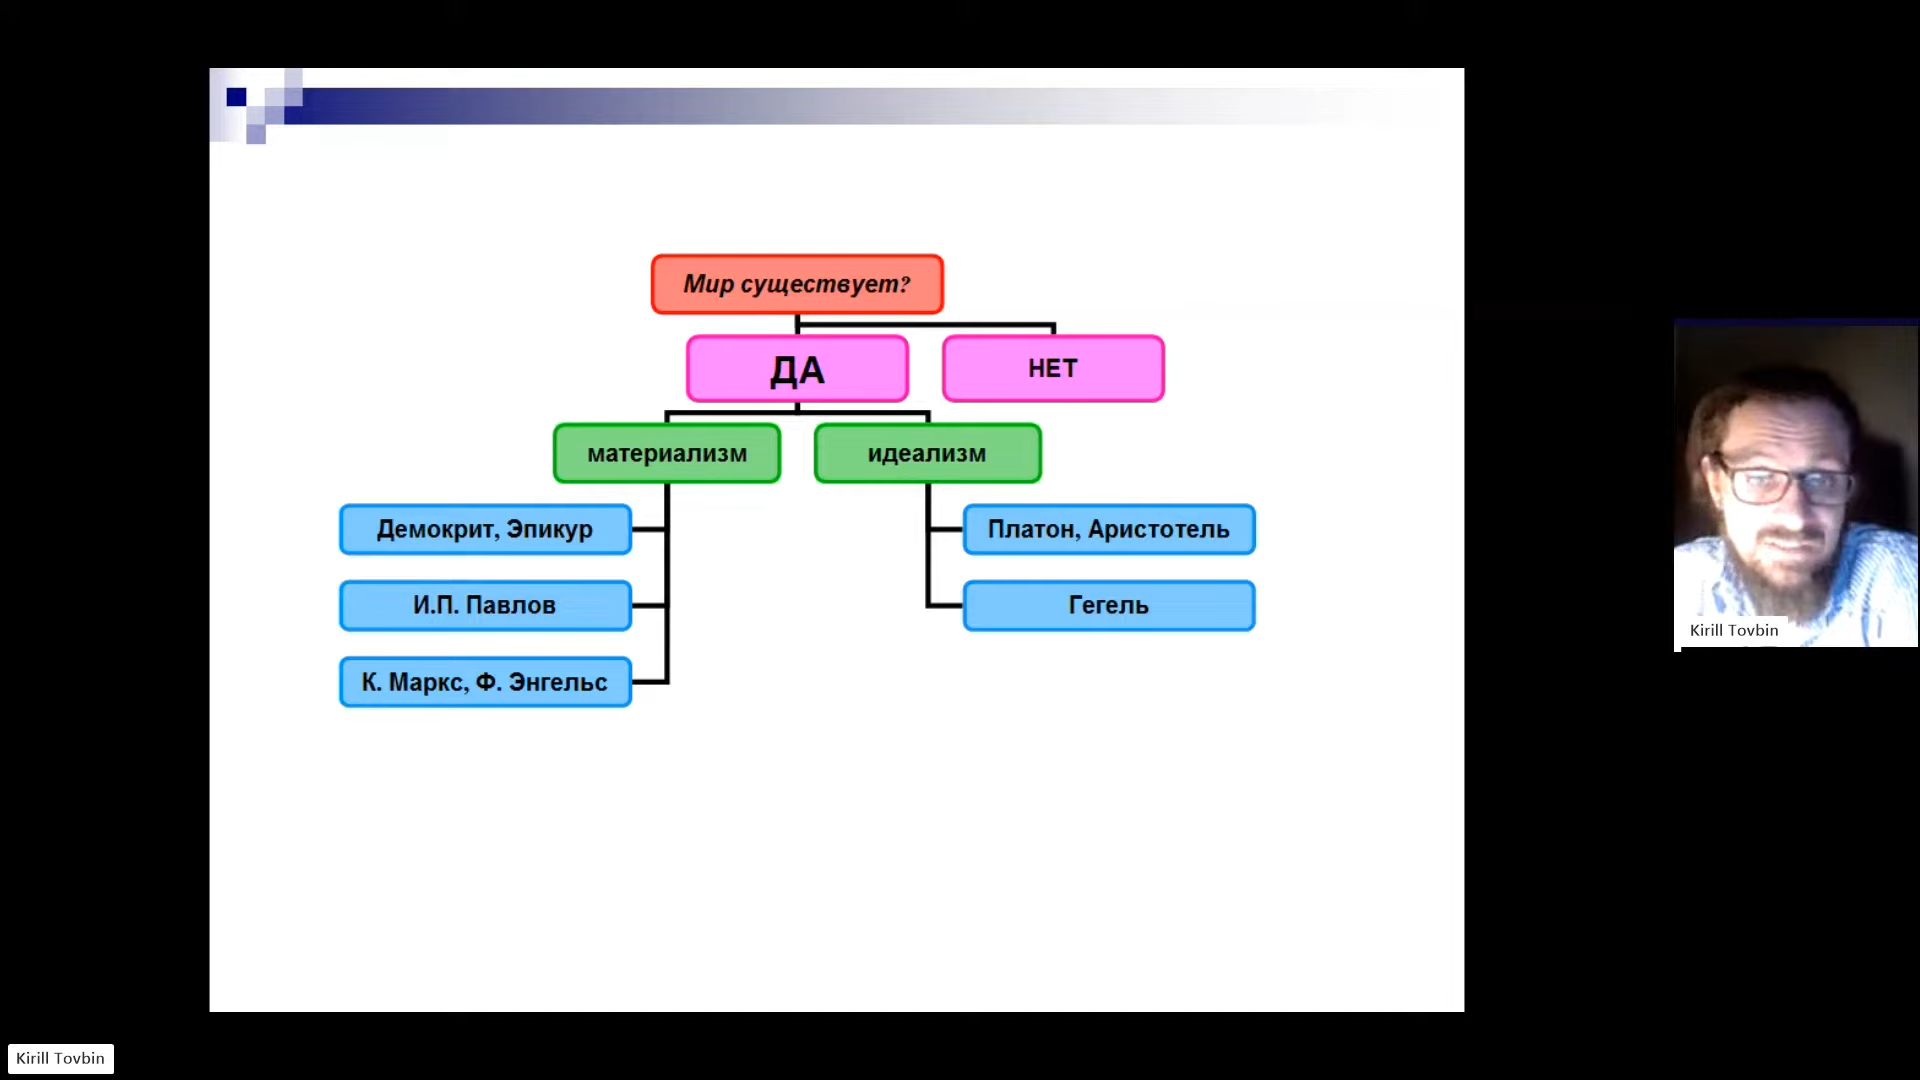 Мир существует?
ДА
НЕТ
материализм
идеализм
Демокрит, Эпикур
Платон, Аристотель
И.П. Павлов
Гегель
К. Маркс, Ф. Энгельс
Kirill Tovbin
Kirill Tovbin